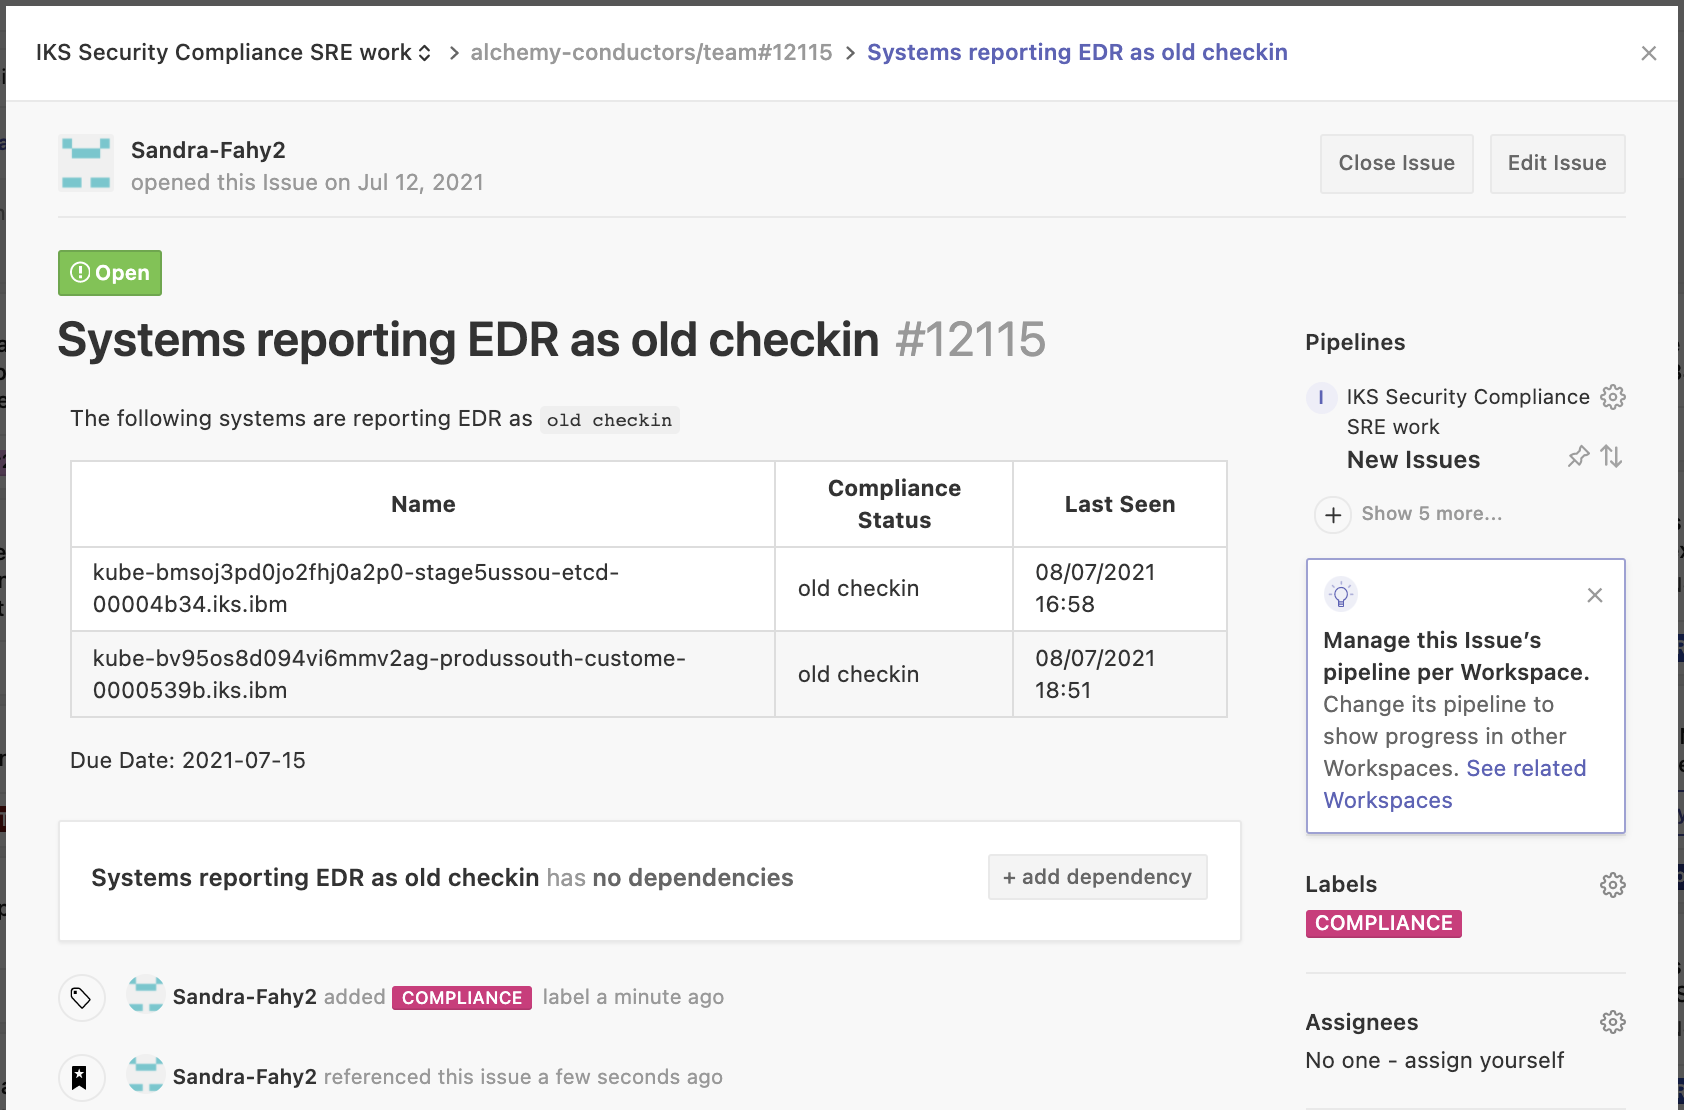 IKS Security Compliance SRE work > alchemy-conductors/team#12115 > Systems reporting EDR as old checkin
Sandra-Fahy2
opened this Issue on Jul 12, 2021
Close Issue
Edit Issue
Open
Systems reporting EDR as old checkin #12115
The following systems are reporting EDR as old checkin
Name
Compliance
Status
Last Seen
kube-bmsoj3pd0jo2fhj0a2p0-stage5ussou-etcd-
00004b34.iks.ibm
old checkin
08/07/2021
16:58
kube-bv95os8d094vi6mmv2ag-produssouth-custome-
0000539b.iks.ibm
old checkin
08/07/2021
18:51
Due Date: 2021-07-15
Systems reporting EDR as old checkin has no dependencies
+ add dependency
Sandra-Fahy2 added COMPLIANCE label a minute ago
Sandra-Fahy2 referenced this issue a few seconds ago
Pipelines
I IKS Security Compliance
SRE work
New Issues
Show 5 more...
Manage this Issue's
pipeline per Workspace.
Change its pipeline to
show progress in other
Workspaces. See related
Workspaces
Labels
COMPLIANCE
Assignees
No one - assign yourself